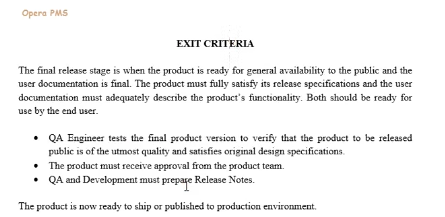 Opera PMS
EXIT CRITERIA
The final release stage is when the product is ready for general availability to the public and the
user documentation is final. The product must fully satisfy its release specifications and the user
documentation must adequately describe the product's functionality. Both should be ready for
use by the end user.
• QA Engineer tests the final product version to verify that the product to be released
public is of the utmost quality and satisfies original design specifications.
• The product must receive approval from the product team.
• QA and Development must prepare Release Notes.
The product is now ready to ship or published to production environment.